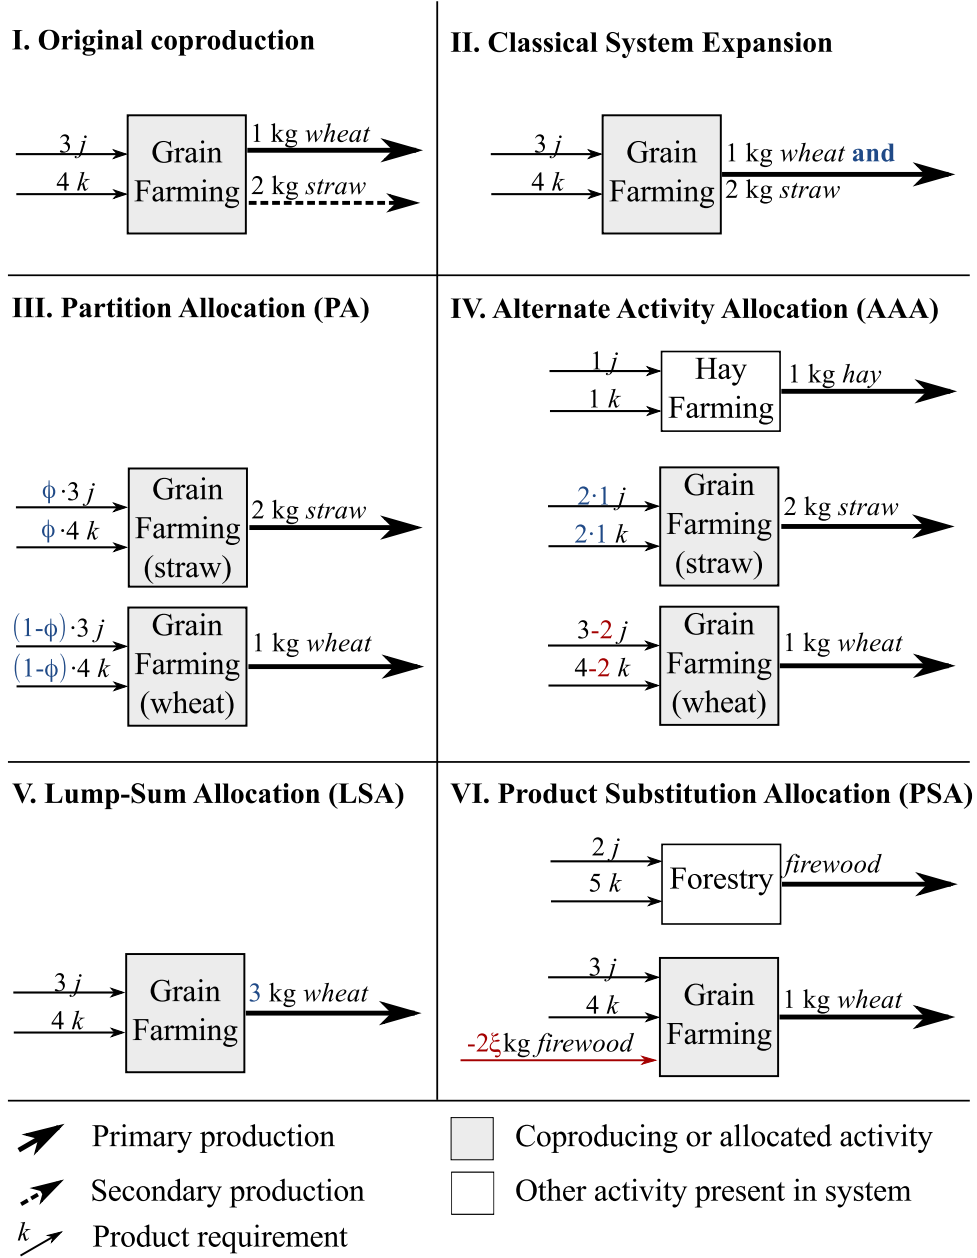 I. Original coproduction
3 j
4 k
Grain
Farming
1 kg wheat
2 kg straw
II. Classical System Expansion
3 j
4 k
Grain
Farming
1 kg wheat and
2 kg straw
III. Partition Allocation (PA)
ϕ·3 j
ϕ·4 k
Grain
Farming
(straw)
2 kg straw
(1-ϕ)·3 j
(1-ϕ)·4 k
Grain
Farming
(wheat)
1 kg wheat
IV. Alternate Activity Allocation (AAA)
1 j
1 k
Hay
Farming
1 kg hay
2·1 j
2·1 k
Grain
Farming
(straw)
2 kg straw
3-2 j
4-2 k
Grain
Farming
(wheat)
1 kg wheat
V. Lump-Sum Allocation (LSA)
3 j
4 k
Grain
Farming
3 kg wheat
VI. Product Substitution Allocation (PSA)
2 j
5 k
Forestry
firewood
3 j
4 k
-2ξkg firewood
Grain
Farming
1 kg wheat
Primary production
Secondary production
k
Product requirement
Coproducing or allocated activity
Other activity present in system